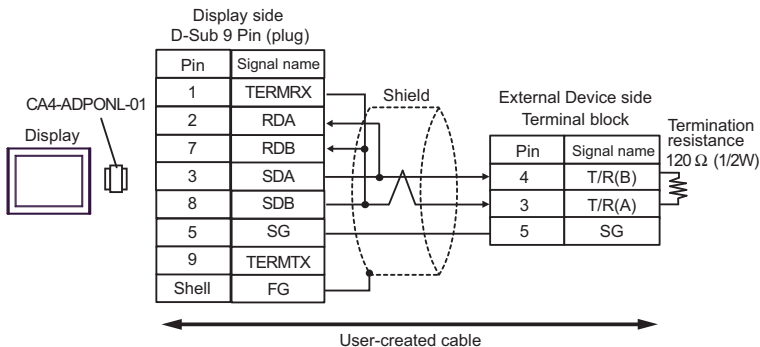 Display side
D-Sub 9 Pin (plug)
Pin Signal name
1 TERMRX
2 RDA
7 RDB
3 SDA
8 SDB
5 SG
9 TERMTX
Shell FG
CA4-ADPONL-01
Display
Shield
External Device side
Terminal block
Pin Signal name
4 T/R(B)
3 T/R(A)
5 SG
Termination
resistance
120 Ω (1/2W)
User-created cable